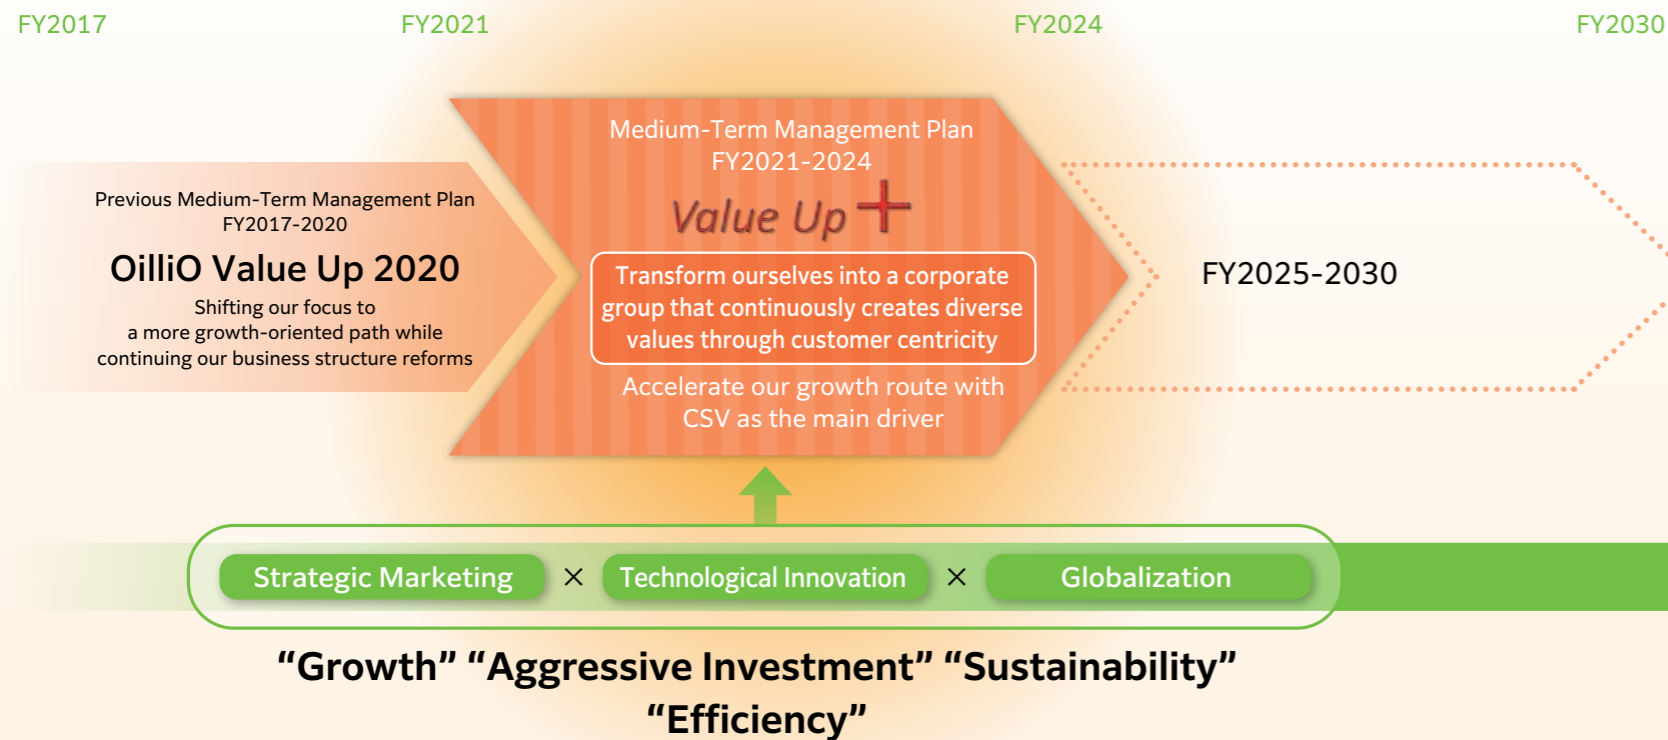 FY2017 FY2021 FY2024 FY2030
Previous Medium-Term Management Plan
FY2017-2020
OilliO Value Up 2020
Shifting our focus to
a more growth-oriented path while
continuing our business structure reforms
Medium-Term Management Plan
FY2021-2024
Value Up +
Transform ourselves into a corporate
group that continuously creates diverse
values through customer centricity
Accelerate our growth route with
CSV as the main driver
FY2025-2030
Strategic Marketing × Technological Innovation × Globalization
“Growth” “Aggressive Investment” “Sustainability”
“Efficiency”